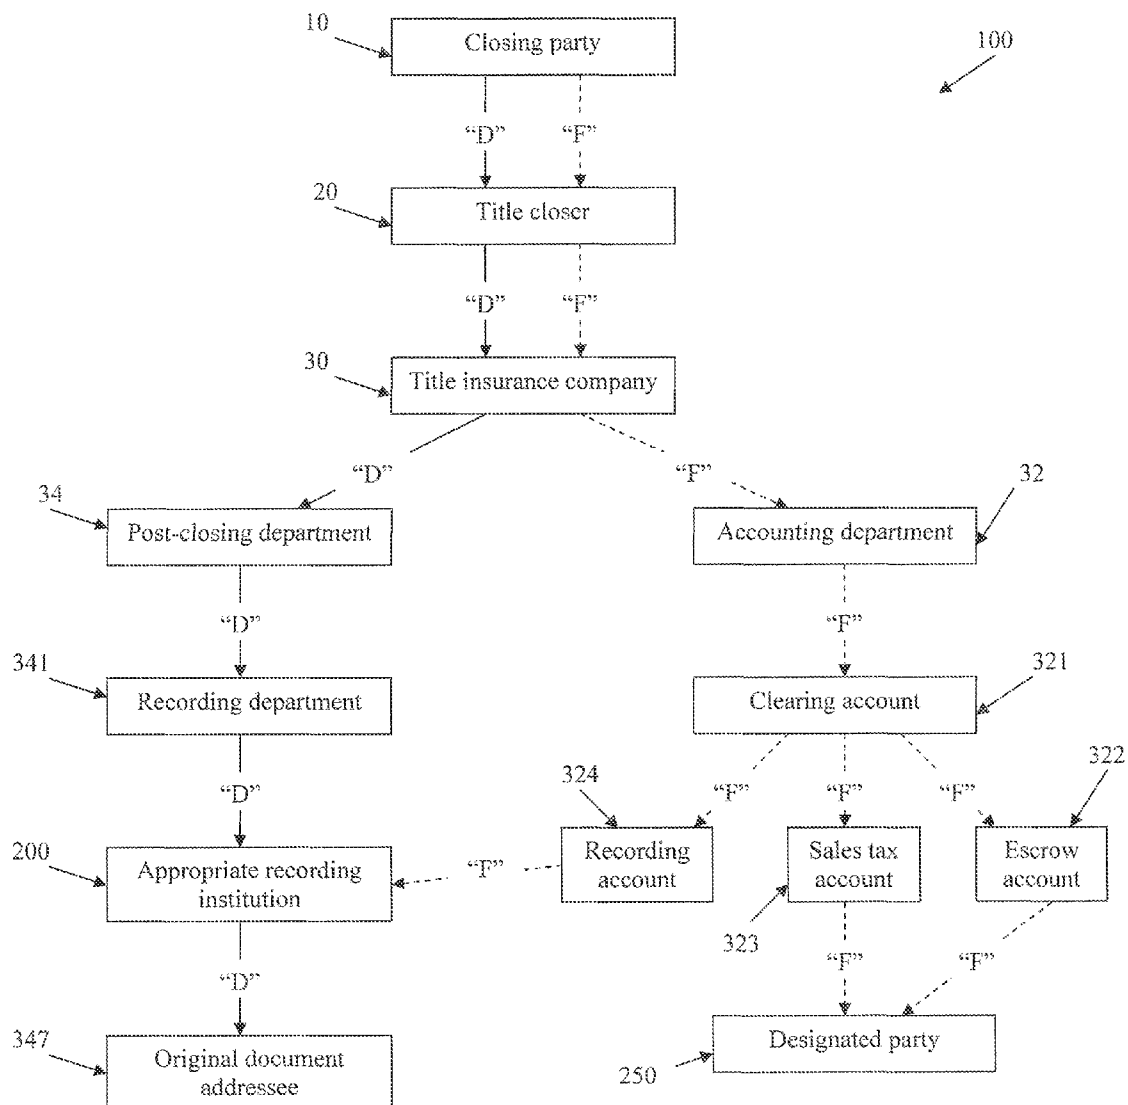 10
Closing party
100
“D” “F”
20
Title closer
“D” “F”
30
Title insurance company
“D” “F”
34
32
Post-closing department
Accounting department
“D”
“F”
341
321
Recording department
Clearing account
324
322
“D”
“F” “F” “F”
200
Appropriate recording
institution
“F”
Recording
account
Sales tax
account
Escrow
account
323
“D”
“F” “F”
347
Original document
addressee
250
Designated party